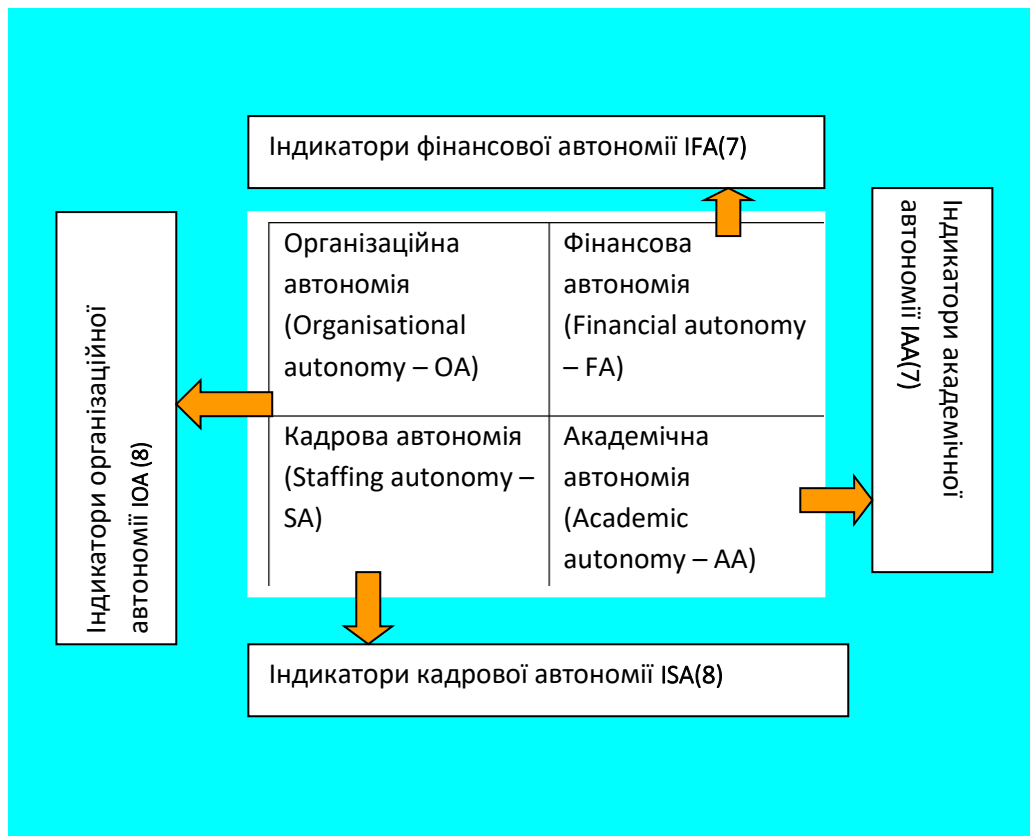 Індикатори фінансової автономії IFA(7)
Індикатори організаційної
автономії IOA (8)
Організаційна
автономія
(Organisational
autonomy – OA)
Фінансова
автономія
(Financial autonomy
– FA)
Кадрова автономія
(Staffing autonomy –
SA)
Академічна
автономія
(Academic
autonomy – AA)
Індикатори академічної
автономії IAA(7)
Індикатори кадрової автономії ISA(8)